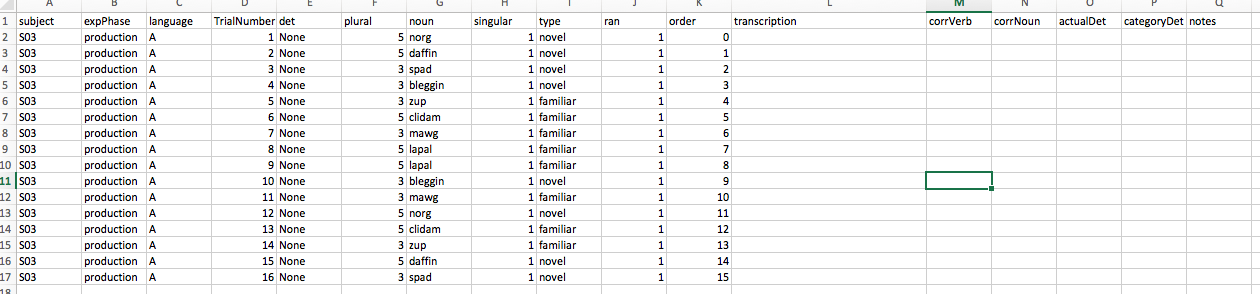 A B C D E F G H I J K L M N O P Q
1 subject expPhase language TrialNumber det plural noun singular type ran order transcription corrVerb corrNoun actualDet categoryDet notes
2 S03 production A 1 None 5 norg 1 novel 1 0
3 S03 production A 2 None 5 daffin 1 novel 1 1
4 S03 production A 3 None 3 spad 1 novel 1 2
5 S03 production A 4 None 3 bleggin 1 novel 1 3
6 S03 production A 5 None 3 zup 1 familiar 1 4
7 S03 production A 6 None 5 clidam 1 familiar 1 5
8 S03 production A 7 None 3 mawg 1 familiar 1 6
9 S03 production A 8 None 5 lapal 1 familiar 1 7
10 S03 production A 9 None 5 lapal 1 familiar 1 8
11 S03 production A 10 None 3 bleggin 1 novel 1 9
12 S03 production A 11 None 3 mawg 1 familiar 1 10
13 S03 production A 12 None 5 norg 1 novel 1 11
14 S03 production A 13 None 5 clidam 1 familiar 1 12
15 S03 production A 14 None 3 zup 1 familiar 1 13
16 S03 production A 15 None 5 daffin 1 novel 1 14
17 S03 production A 16 None 3 spad 1 novel 1 15
18